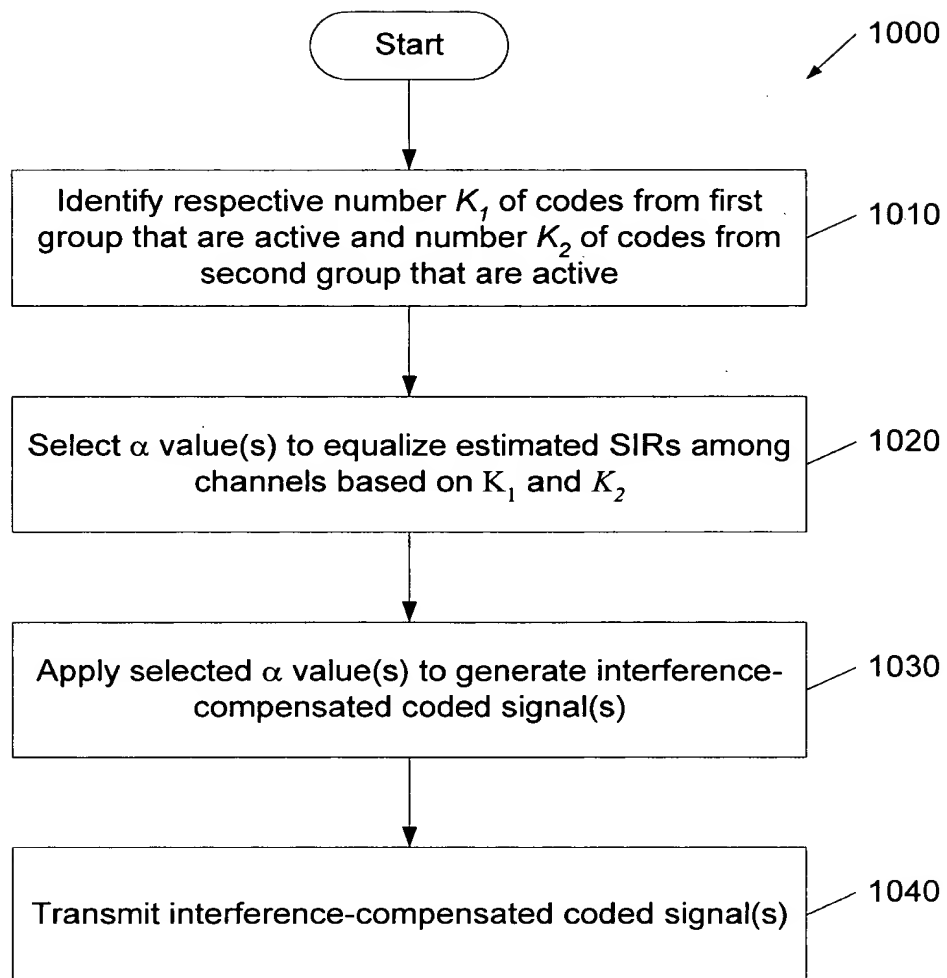 Start
1000
Identify respective number K₁ of codes from first
group that are active and number K₂ of codes from
second group that are active
1010
Select α value(s) to equalize estimated SIRs among
channels based on K₁ and K₂
1020
Apply selected α value(s) to generate interference-
compensated coded signal(s)
1030
Transmit interference-compensated coded signal(s)
1040